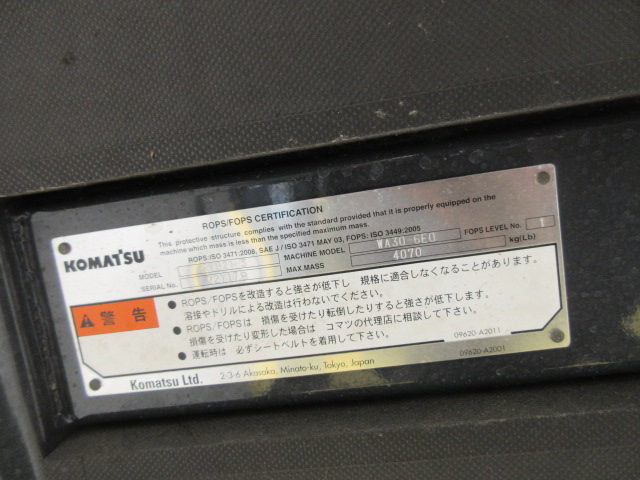 ROPS/FOPS CERTIFICATION
This protective structure complies with the standard provided that it is properly equipped on the
machine which mass is less than the specified maximum mass.
ROPS:ISO 3471:2008, SAE J / ISO 3471 MAY 03, FOPS: ISO 3449:2005
KOMATSU
MODEL
MACHINE MODEL WA30-6E0 FOPS LEVEL No. 1
SERIAL No.
MAX.MASS 4070 kg(Lb)
警告
● ROPS/FOPSを改造すると強さが低下し 規格に適合しなくなることがあります。
溶接やドリルによる改造は行わないでください。
● ROPS/FOPSは 損傷を受けたり転倒したりすると強さが低下します。
損傷を受けたり変形した場合は コマツの代理店に相談して下さい。
● 運転時は 必ずシートベルトを着用して下さい。
09620-A2011
Komatsu Ltd. 2-3-6 Akasaka, Minato-ku, Tokyo, Japan
09620-A2001